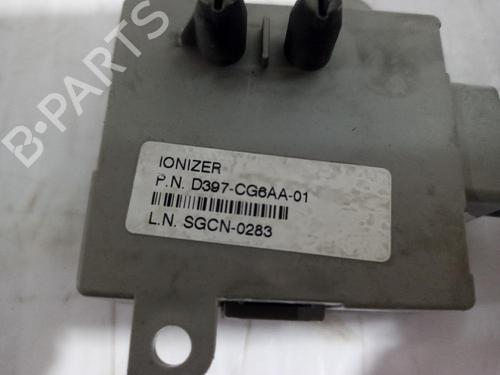 B-PARTS
IONIZER
P.N. D397-CG6AA-01
L.N. SGCN-0283